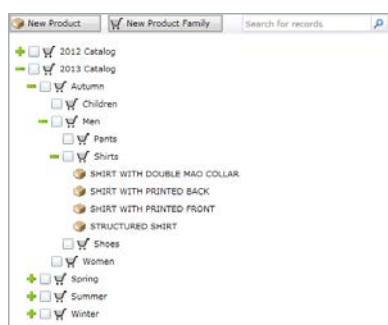 New Product New Product Family Search for records
2012 Catalog
2013 Catalog
Autumn
Children
Men
Pants
Shirts
SHIRT WITH DOUBLE MAO COLLAR
SHIRT WITH PRINTED BACK
SHIRT WITH PRINTED FRONT
STRUCTURED SHIRT
Shoes
Women
Spring
Summer
Winter